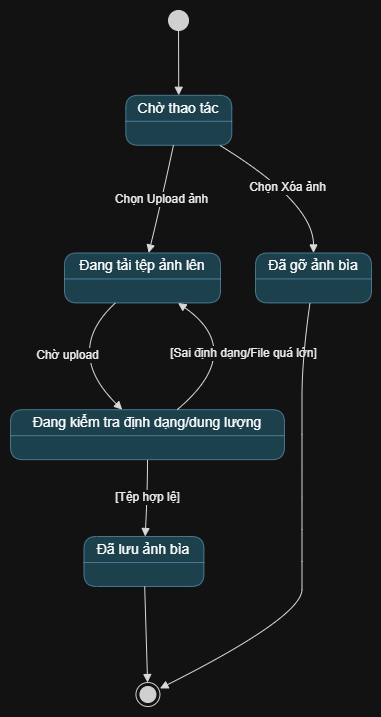 Chờ thao tác
Chọn Upload ảnh
Chọn Xóa ảnh
Đang tải tệp ảnh lên
Đã gỡ ảnh bìa
Chờ upload
[Sai định dạng/File quá lớn]
Đang kiểm tra định dạng/dung lượng
[Tệp hợp lệ]
Đã lưu ảnh bìa